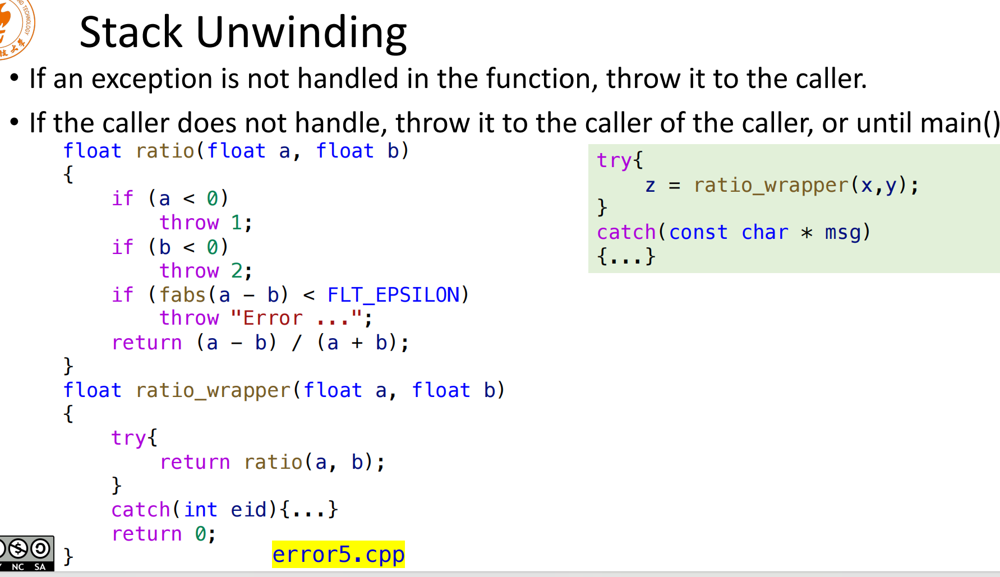 Stack Unwinding
• If an exception is not handled in the function, throw it to the caller.
• If the caller does not handle, throw it to the caller of the caller, or until main()
float ratio(float a, float b)
{
    if (a < 0)
        throw 1;
    if (b < 0)
        throw 2;
    if (fabs(a - b) < FLT_EPSILON)
        throw "Error ...";
    return (a - b) / (a + b);
}
float ratio_wrapper(float a, float b)
{
    try{
        return ratio(a, b);
    }
    catch(int eid){...}
    return 0;
}
try{
    z = ratio_wrapper(x,y);
}
catch(const char * msg)
{...}
error5.cpp
NC SA
TECHNOLOGY
大学